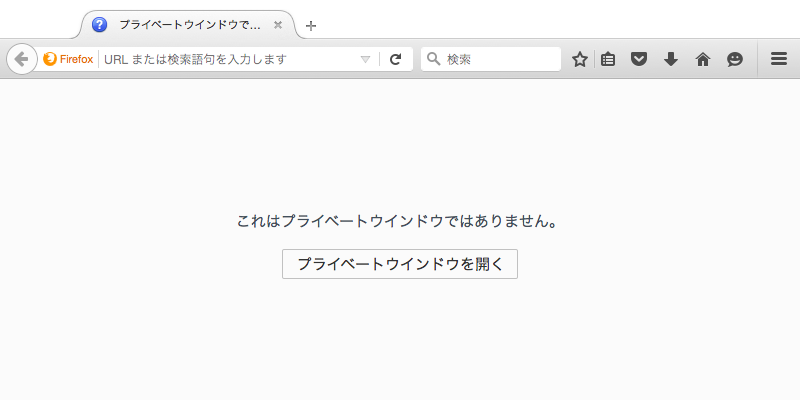 プライベートウインドウで...
Firefox
URL または検索語句を入力します
検索
これはプライベートウインドウではありません。
プライベートウインドウを開く